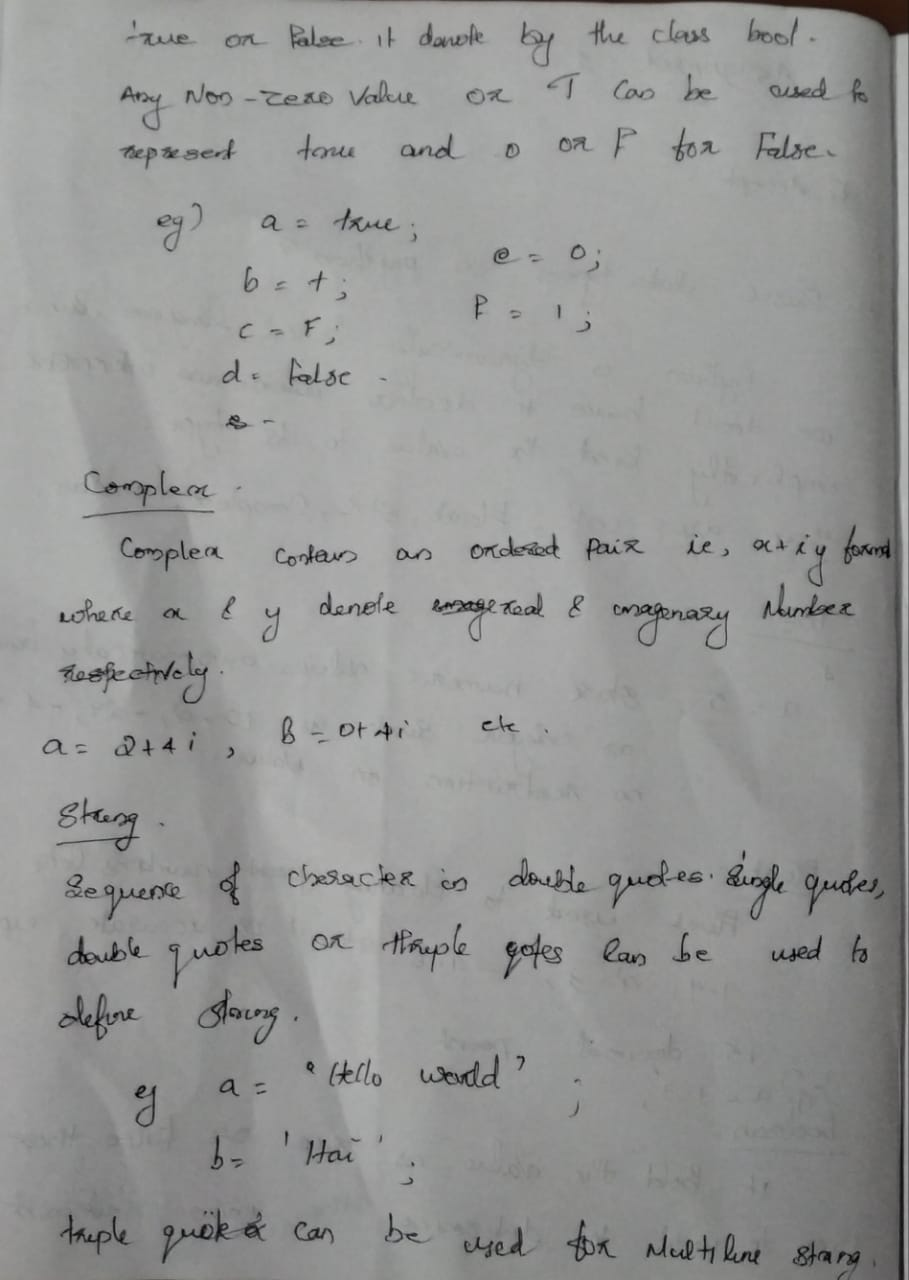 true or False. it denote by the class bool.
Any Non-zero value or T can be used to
represent true and 0 or F for False.
eg) a = true;
e = 0;
b = t;
F = 1;
c = F;
d = False
Complex.
Complex contains an ordered pair ie, x+iy format
where x & y denote real & imagenary Number
respectively.
a = 2+4i, B = 0+4i etc.
String.
Sequence of character in double quotes. Single quotes,
double quotes or thriple qotes can be used to
define String.
eg a = "Hello world";
b = 'Hai';
triple quotes can be used for Multiline string.